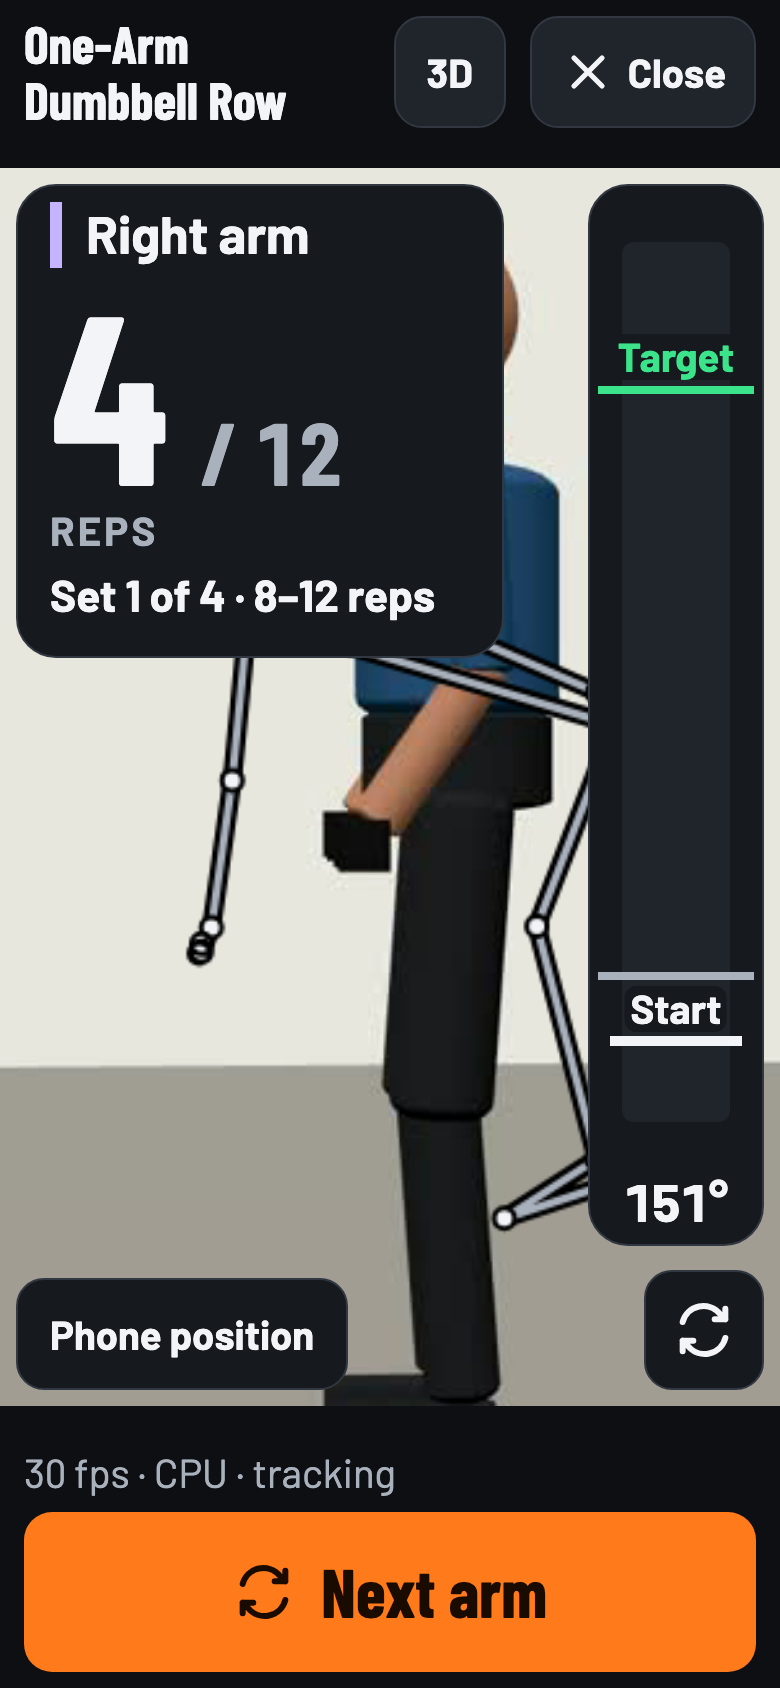 One-Arm
Dumbbell Row
3D
Close
Right arm
4 / 12
REPS
Set 1 of 4 · 8–12 reps
Target
Start
151°
Phone position
30 fps · CPU · tracking
Next arm